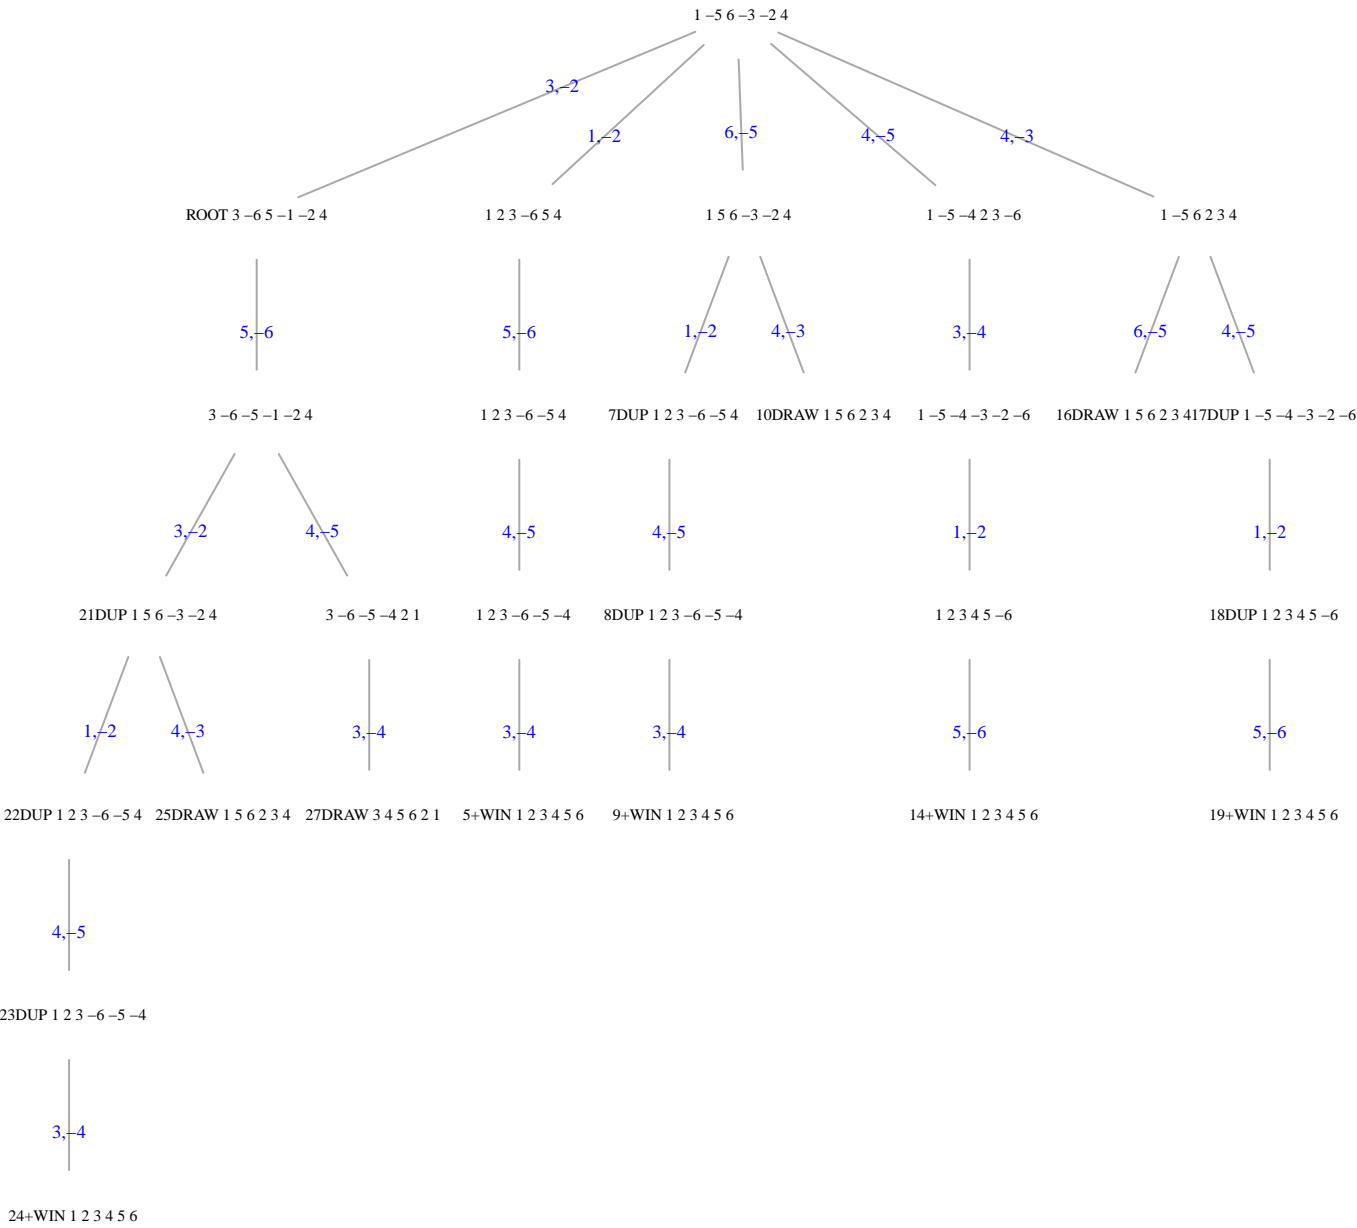 1 –5 6 –3 –2 4
3,–2
1,–2
6,–5
4,–5
4,–3
ROOT 3 –6 5 –1 –2 4
1 2 3 –6 5 4
1 5 6 –3 –2 4
1 –5 –4 2 3 –6
1 –5 6 2 3 4
5,–6
5,–6
1,–2
4,–3
3,–4
6,–5
4,–5
3 –6 –5 –1 –2 4
1 2 3 –6 –5 4
7DUP 1 2 3 –6 –5 4
10DRAW 1 5 6 2 3 4
1 –5 –4 –3 –2 –6
16DRAW 1 5 6 2 3 4
17DUP 1 –5 –4 –3 –2 –6
3,–2
4,–5
4,–5
4,–5
1,–2
1,–2
21DUP 1 5 6 –3 –2 4
3 –6 –5 –4 2 1
1 2 3 –6 –5 –4
8DUP 1 2 3 –6 –5 –4
1 2 3 4 5 –6
18DUP 1 2 3 4 5 –6
1,–2
4,–3
3,–4
3,–4
3,–4
5,–6
5,–6
22DUP 1 2 3 –6 –5 4
25DRAW 1 5 6 2 3 4
27DRAW 3 4 5 6 2 1
5+WIN 1 2 3 4 5 6
9+WIN 1 2 3 4 5 6
14+WIN 1 2 3 4 5 6
19+WIN 1 2 3 4 5 6
4,–5
23DUP 1 2 3 –6 –5 –4
3,–4
24+WIN 1 2 3 4 5 6